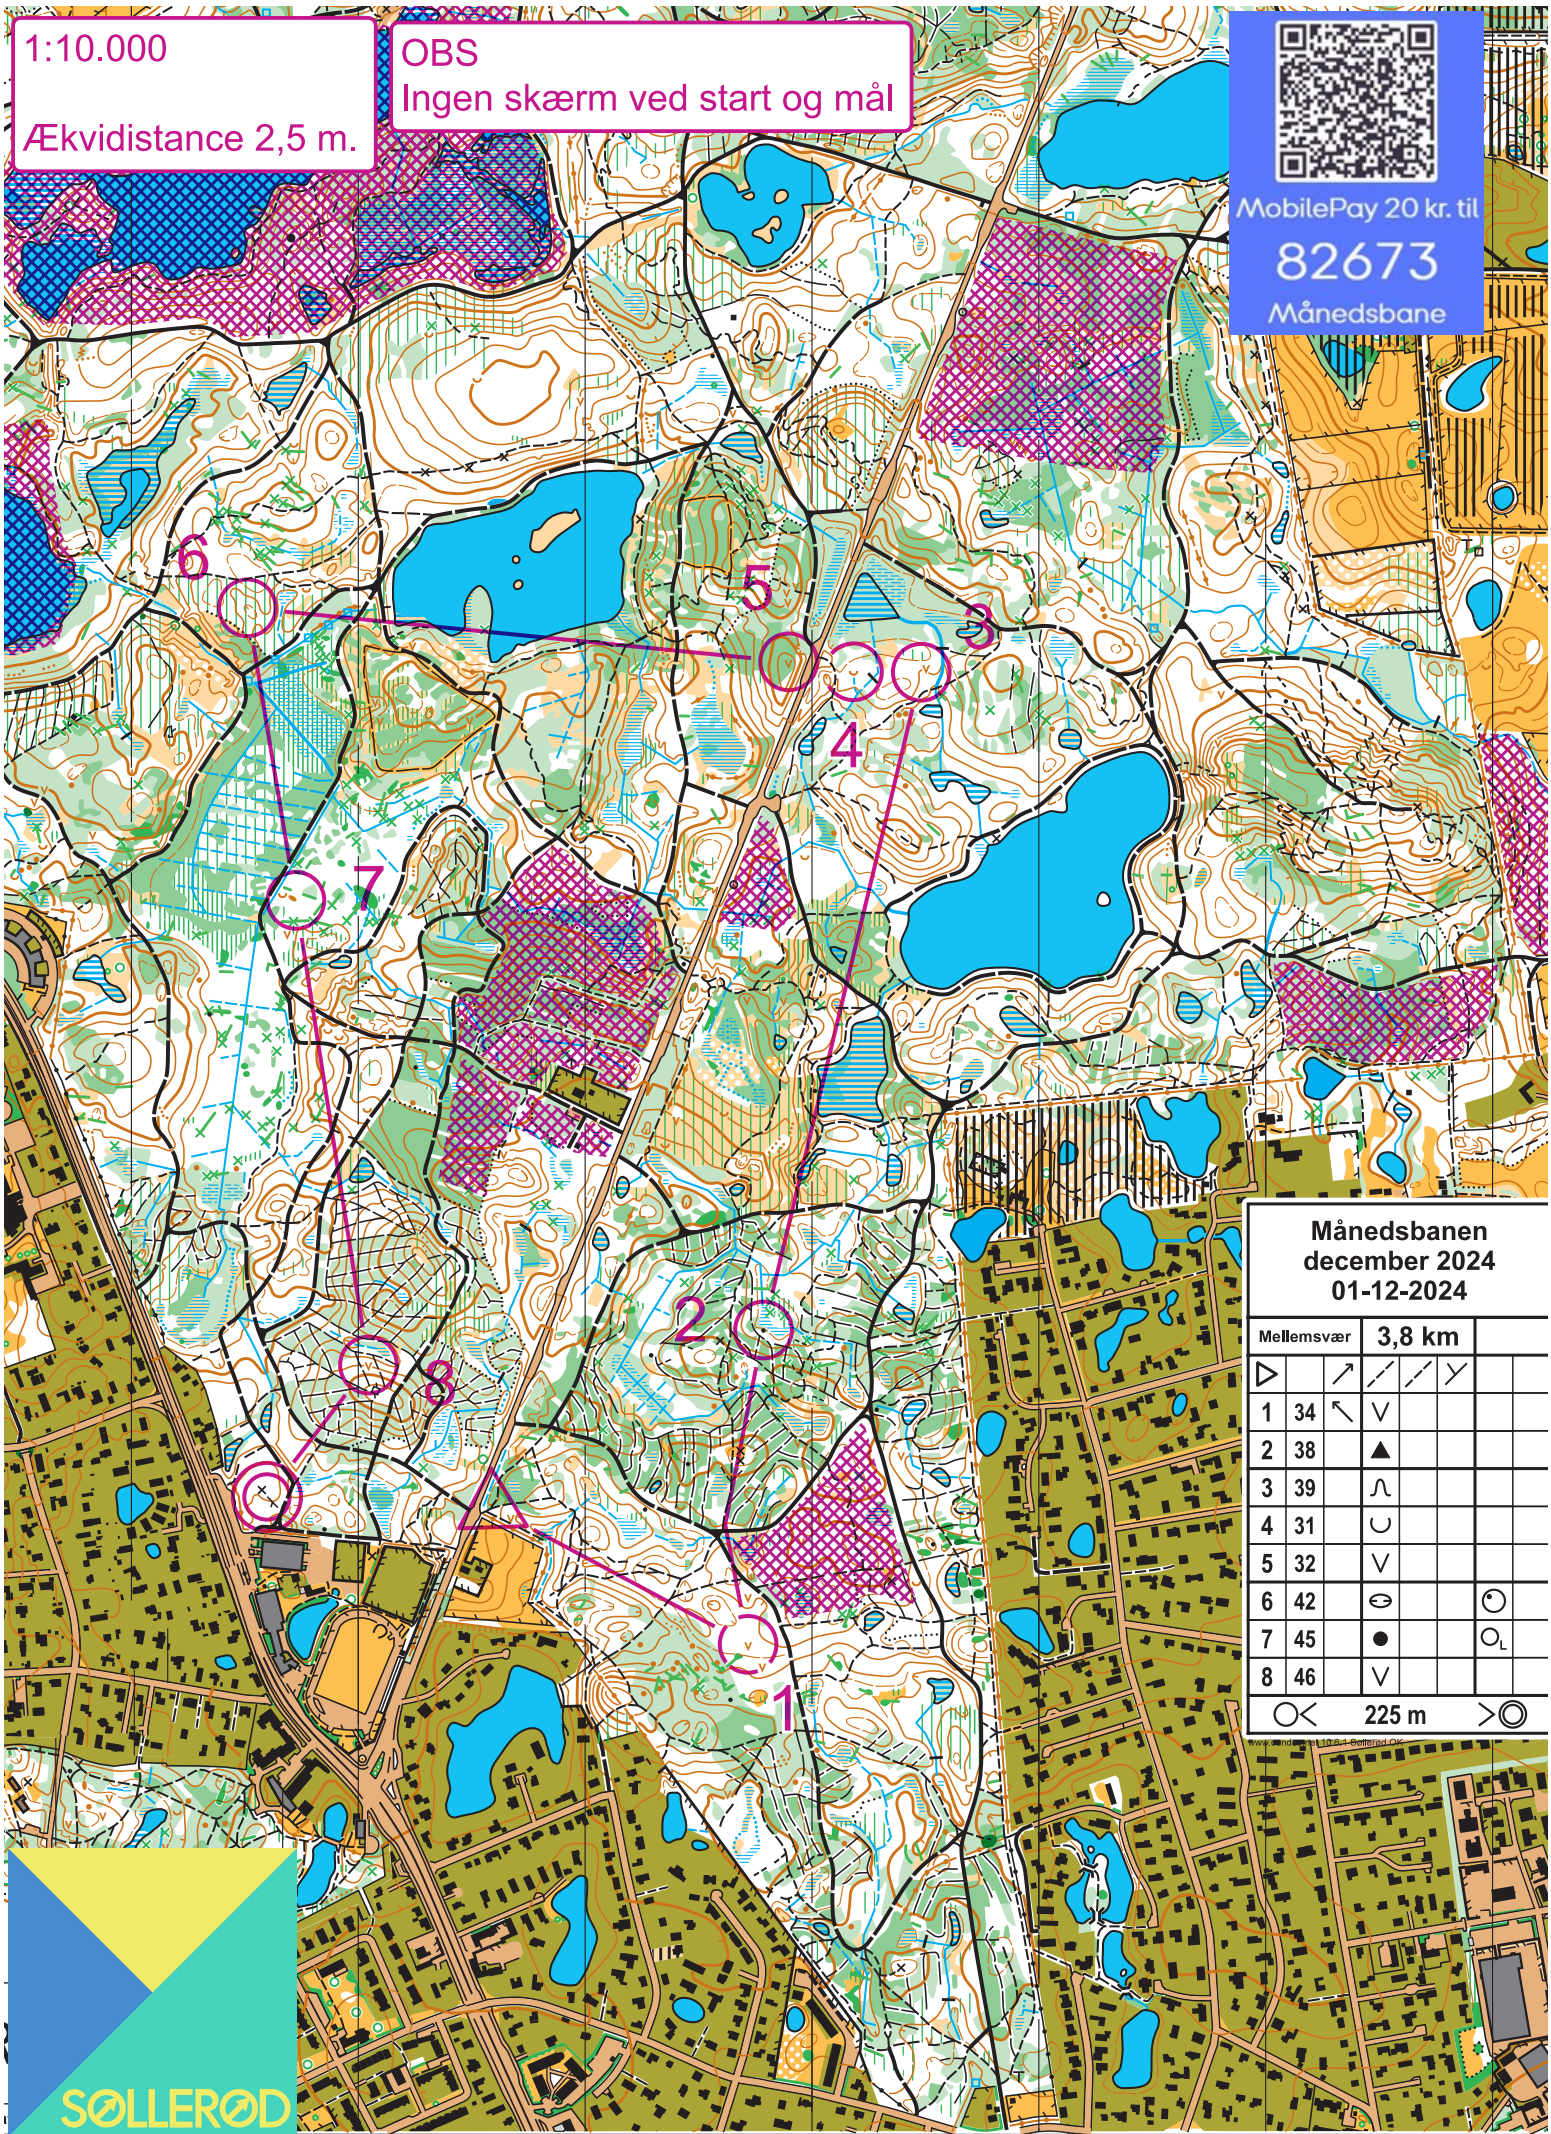 1:10.000
Ækvidistance 2,5 m.
OBS
Ingen skærm ved start og mål
MobilePay 20 kr. til
82673
Månedsbane
6
5
3
4
7
2
8
1
Månedsbanen
december 2024
01-12-2024
Mellemsvær 3,8 km
1 34
2 38
3 39
4 31
5 32
6 42
7 45
8 46
225 m
SØLLERØD